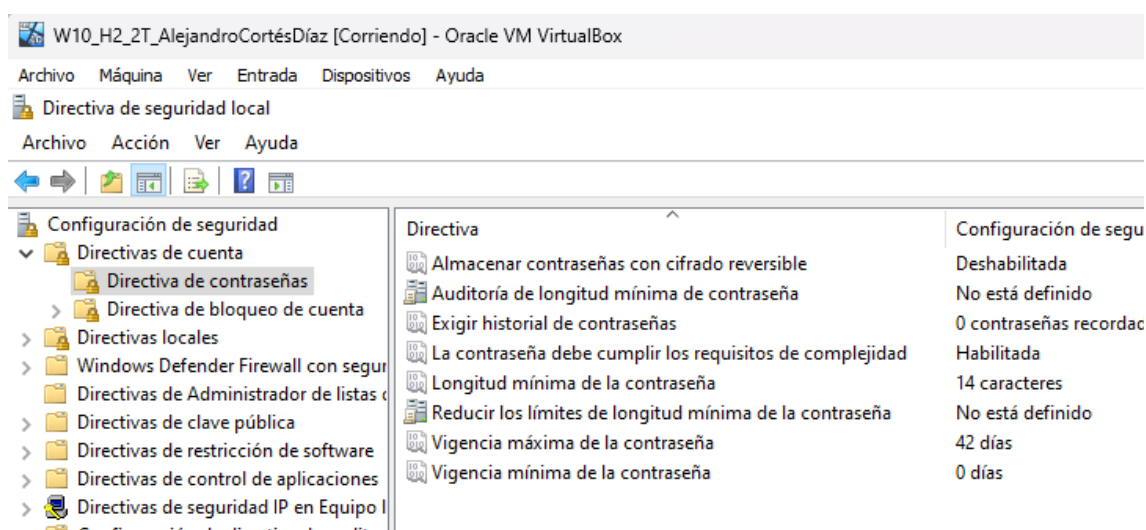 W10_H2_2T_AlejandroCortésDíaz [Corriendo] - Oracle VM VirtualBox
Archivo Máquina Ver Entrada Dispositivos Ayuda
Directiva de seguridad local
Archivo Acción Ver Ayuda
Configuración de seguridad
Directivas de cuenta
Directiva de contraseñas
Directiva de bloqueo de cuenta
Directivas locales
Windows Defender Firewall con segur
Directivas de Administrador de listas
Directivas de clave pública
Directivas de restricción de software
Directivas de control de aplicaciones
Directivas de seguridad IP en Equipo l
Directiva Configuración de segu
Almacenar contraseñas con cifrado reversible Deshabilitada
Auditoría de longitud mínima de contraseña No está definido
Exigir historial de contraseñas 0 contraseñas recordad
La contraseña debe cumplir los requisitos de complejidad Habilitada
Longitud mínima de la contraseña 14 caracteres
Reducir los límites de longitud mínima de la contraseña No está definido
Vigencia máxima de la contraseña 42 días
Vigencia mínima de la contraseña 0 días